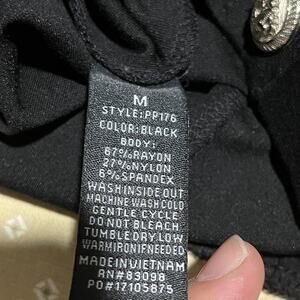 M
STYLE:PP176
COLOR:BLACK
BODY:
67%RAYON
27%NYLON
6%SPANDEX
WASH INSIDE OUT
MACHINE WASH COLD
GENTLE CYCLE
DO NOT BLEACH
TUMBLE DRY LOW
WARM IRON IF NEEDED
MADE IN VIETNAM
RN#83098
PO#17105875